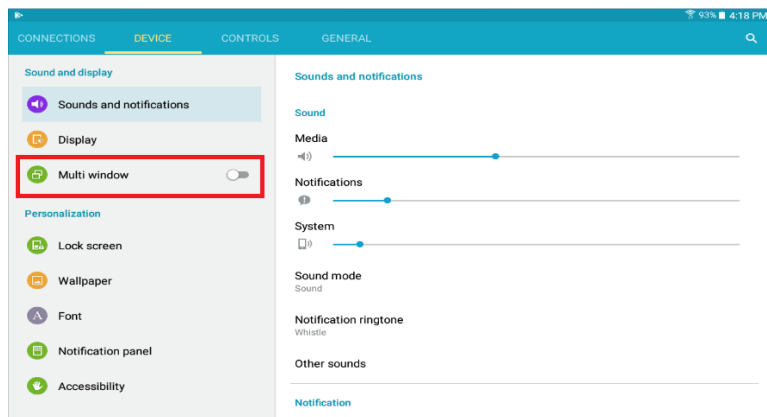 93% 4:18 PM
CONNECTIONS DEVICE CONTROLS GENERAL
Sound and display
Sounds and notifications
Display
Multi window
Personalization
Lock screen
Wallpaper
A Font
Notification panel
Accessibility
Sounds and notifications
Sound
Media
Notifications
System
Sound mode
Sound
Notification ringtone
Whistle
Other sounds
Notification